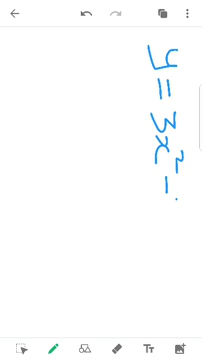 y = 3x² -